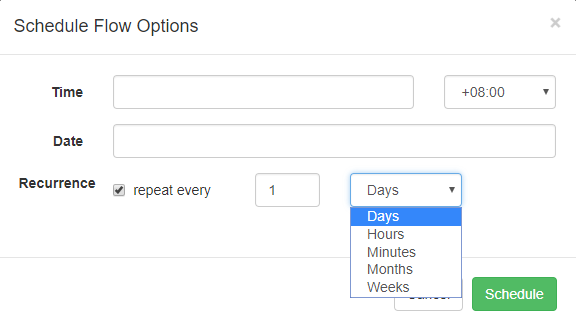 Schedule Flow Options ×
Time +08:00
Date
Recurrence repeat every 1 Days
Days
Hours
Minutes
Months
Weeks
Schedule